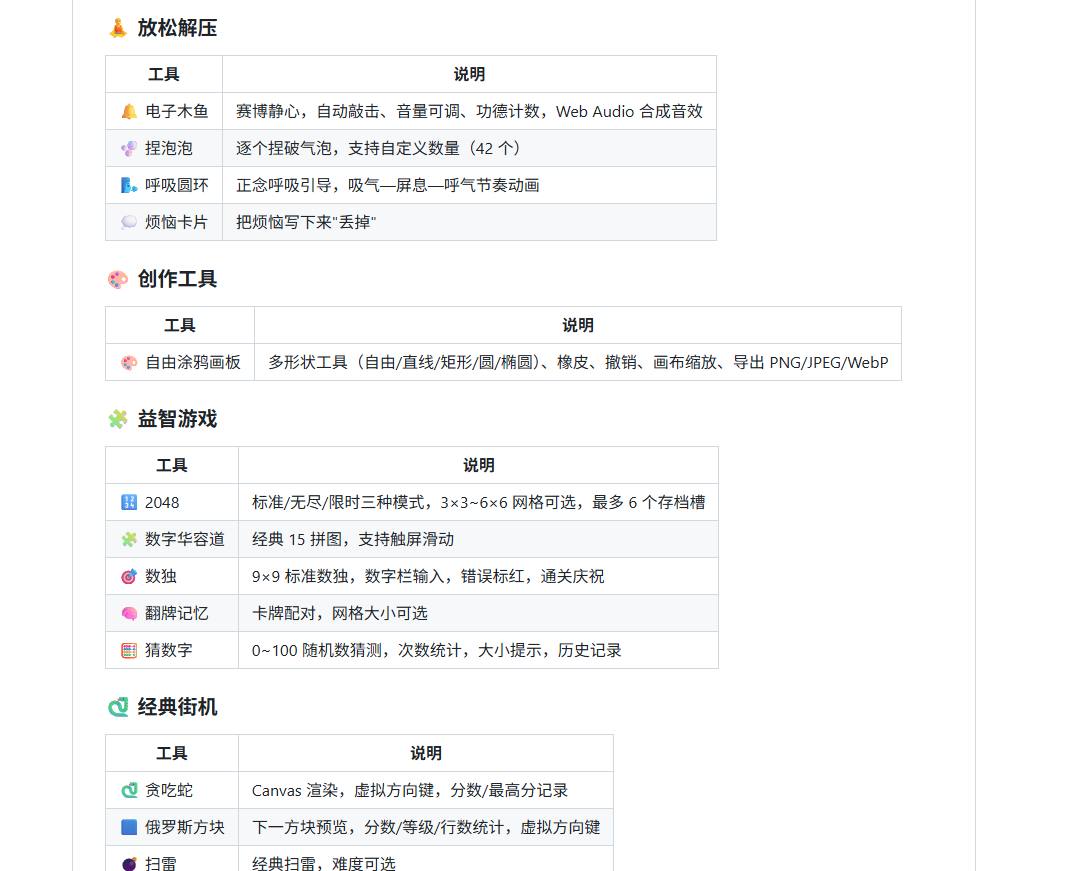 放松解压
工具 说明
电子木鱼 赛博静心，自动敲击、音量可调、功德计数，Web Audio 合成音效
捏泡泡 逐个捏破气泡，支持自定义数量（42 个）
呼吸圆环 正念呼吸引导，吸气—屏息—呼气节奏动画
烦恼卡片 把烦恼写下来"丢掉"
创作工具
工具 说明
自由涂鸦画板 多形状工具（自由/直线/矩形/圆/椭圆）、橡皮、撤销、画布缩放、导出 PNG/JPEG/WebP
益智游戏
工具 说明
2048 标准/无尽/限时三种模式，3×3~6×6 网格可选，最多 6 个存档槽
数字华容道 经典 15 拼图，支持触屏滑动
数独 9×9 标准数独，数字栏输入，错误标红，通关庆祝
翻牌记忆 卡牌配对，网格大小可选
猜数字 0~100 随机数猜测，次数统计，大小提示，历史记录
经典街机
工具 说明
贪吃蛇 Canvas 渲染，虚拟方向键，分数/最高分记录
俄罗斯方块 下一方块预览，分数/等级/行数统计，虚拟方向键
扫雷 经典扫雷，难度可选